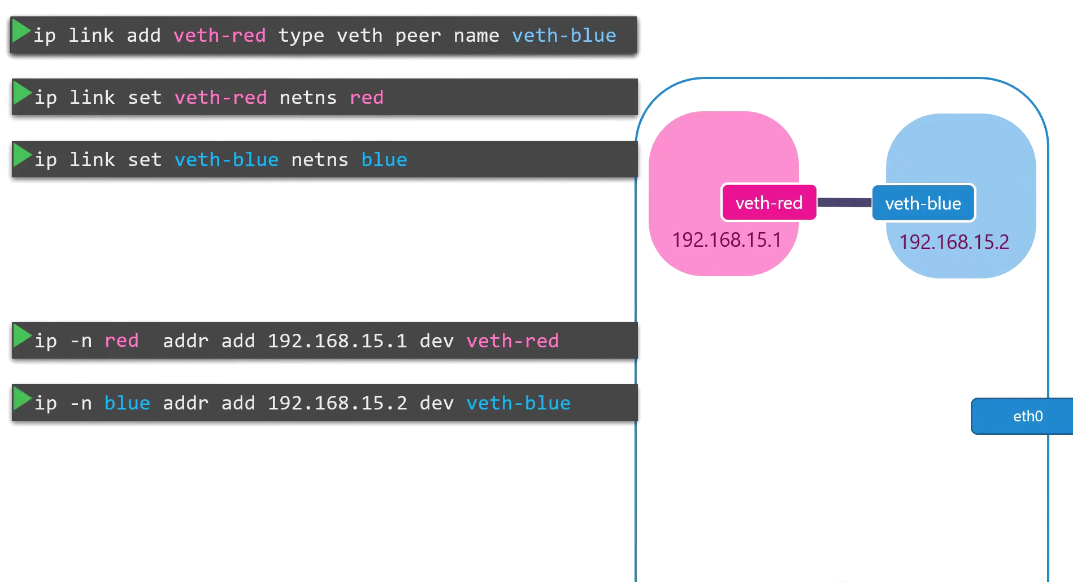 ip link add veth-red type veth peer name veth-blue
ip link set veth-red netns red
ip link set veth-blue netns blue
ip -n red  addr add 192.168.15.1 dev veth-red
ip -n blue addr add 192.168.15.2 dev veth-blue
veth-red
veth-blue
192.168.15.1
192.168.15.2
eth0